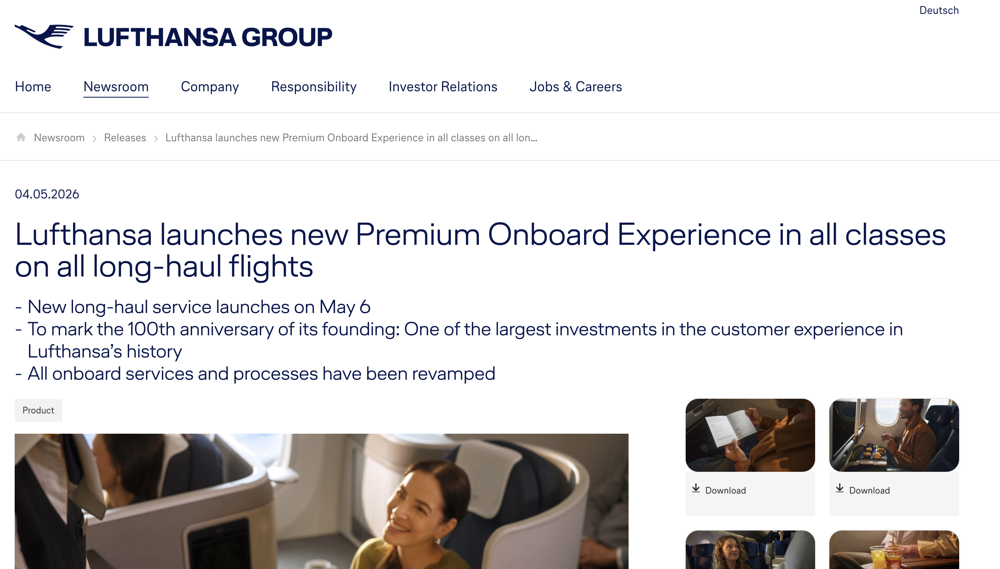 Deutsch
LUFTHANSA GROUP
Home Newsroom Company Responsibility Investor Relations Jobs & Careers
Newsroom > Releases > Lufthansa launches new Premium Onboard Experience in all classes on all lon...
04.05.2026
Lufthansa launches new Premium Onboard Experience in all classes
on all long-haul flights
- New long-haul service launches on May 6
- To mark the 100th anniversary of its founding: One of the largest investments in the customer experience in
Lufthansa’s history
- All onboard services and processes have been revamped
Product
Download Download